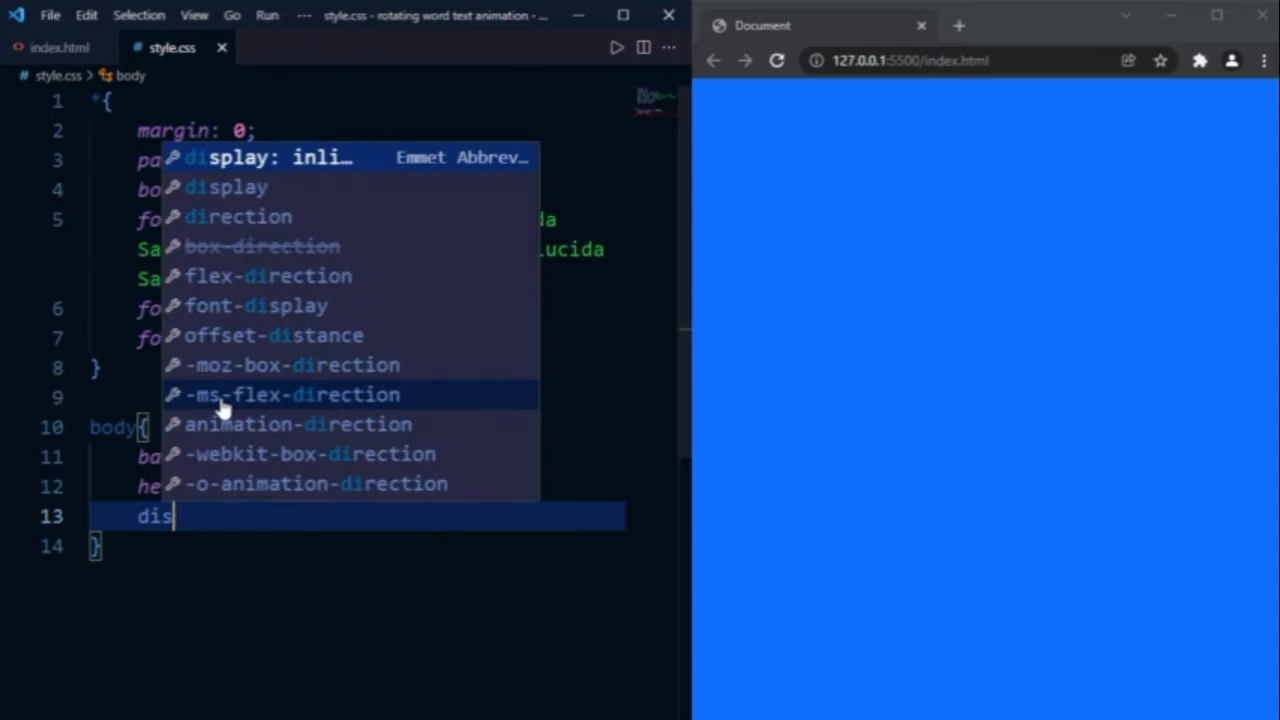 File Edit Selection View Go Run ··· style.css - rotating word text animation - ...
index.html style.css
style.css > body
1 *{
2 margin: 0;
3 pa
4 bo
5 fo da
Sa Lucida
Sa
6 fo
7 fo
8 }
9
10 body{
11 ba
12 he
13 dis
14 }
display: inli… Emmet Abbrev…
display
direction
box-direction
flex-direction
font-display
offset-distance
-moz-box-direction
-ms-flex-direction
animation-direction
-webkit-box-direction
-o-animation-direction
Document
127.0.0.1:5500/index.html